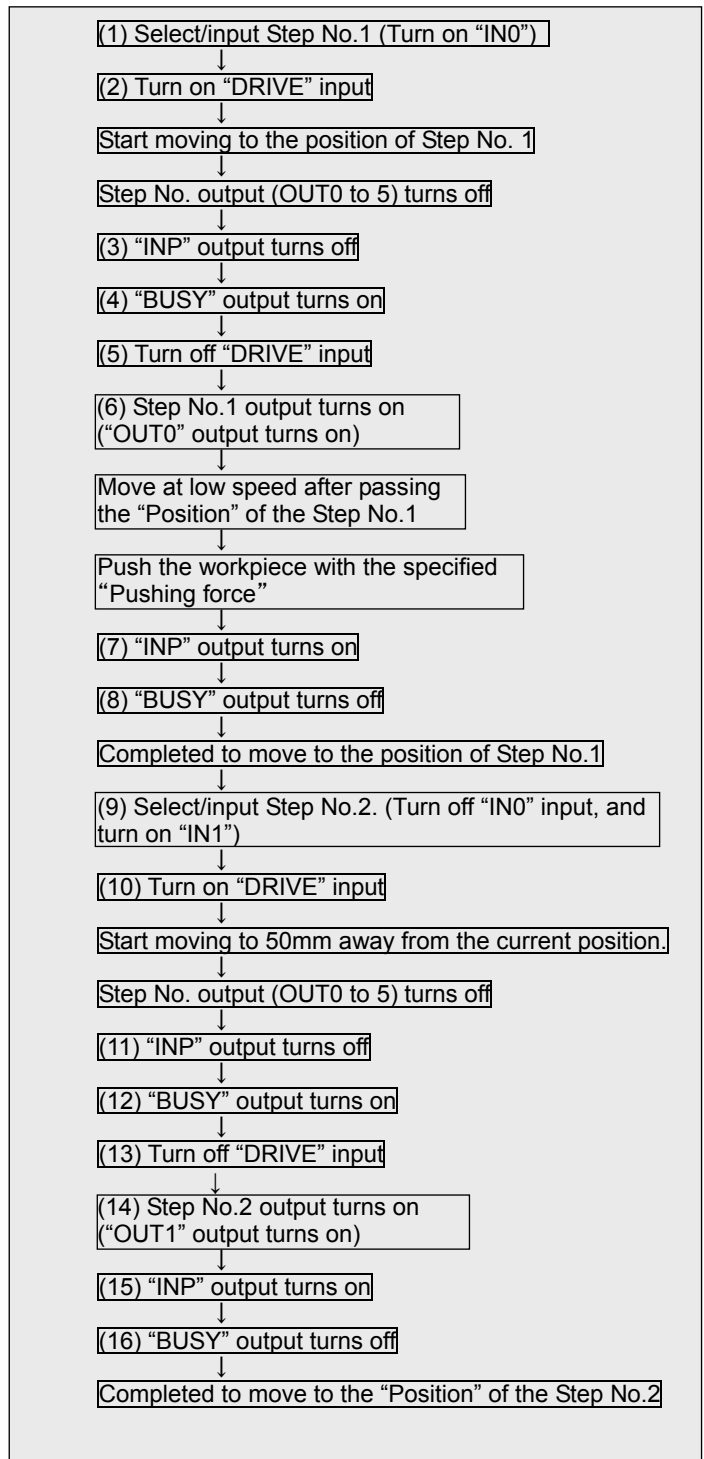 (1) Select/input Step No.1 (Turn on “IN0”)
↓
(2) Turn on “DRIVE” input
↓
Start moving to the position of Step No. 1
↓
Step No. output (OUT0 to 5) turns off
↓
(3) “INP” output turns off
↓
(4) “BUSY” output turns on
↓
(5) Turn off “DRIVE” input
↓
(6) Step No.1 output turns on
(“OUT0” output turns on)
↓
Move at low speed after passing
the “Position” of the Step No.1
↓
Push the workpiece with the specified
“Pushing force”
↓
(7) “INP” output turns on
↓
(8) “BUSY” output turns off
↓
Completed to move to the position of Step No.1
↓
(9) Select/input Step No.2. (Turn off “IN0” input, and
turn on “IN1”)
↓
(10) Turn on “DRIVE” input
↓
Start moving to 50mm away from the current position.
↓
Step No. output (OUT0 to 5) turns off
↓
(11) “INP” output turns off
↓
(12) “BUSY” output turns on
↓
(13) Turn off “DRIVE” input
↓
(14) Step No.2 output turns on
(“OUT1” output turns on)
↓
(15) “INP” output turns on
↓
(16) “BUSY” output turns off
↓
Completed to move to the “Position” of the Step No.2